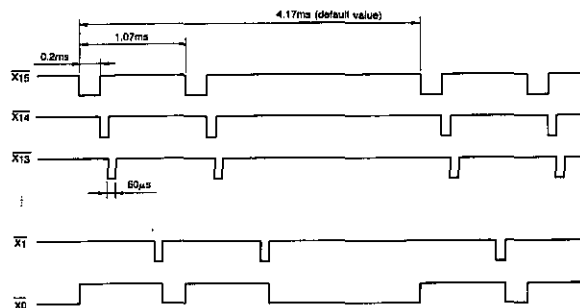 4.17ms (default value)
1.07ms
0.2ms
X15
X14
X13
60μs
X1
X0